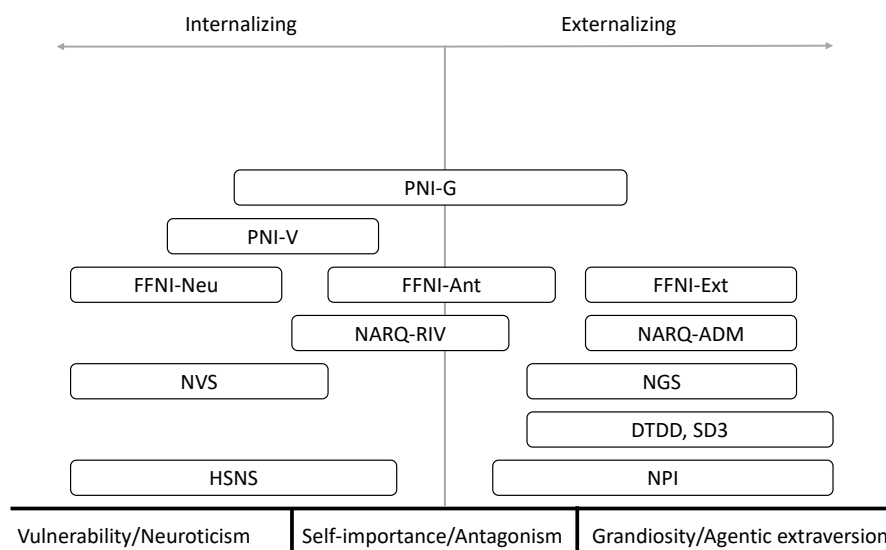 Internalizing Externalizing
PNI-G
PNI-V
FFNI-Neu FFNI-Ant FFNI-Ext
NARQ-RIV NARQ-ADM
NVS NGS
DTDD, SD3
HSNS NPI
Vulnerability/Neuroticism Self-importance/Antagonism Grandiosity/Agentic extraversion